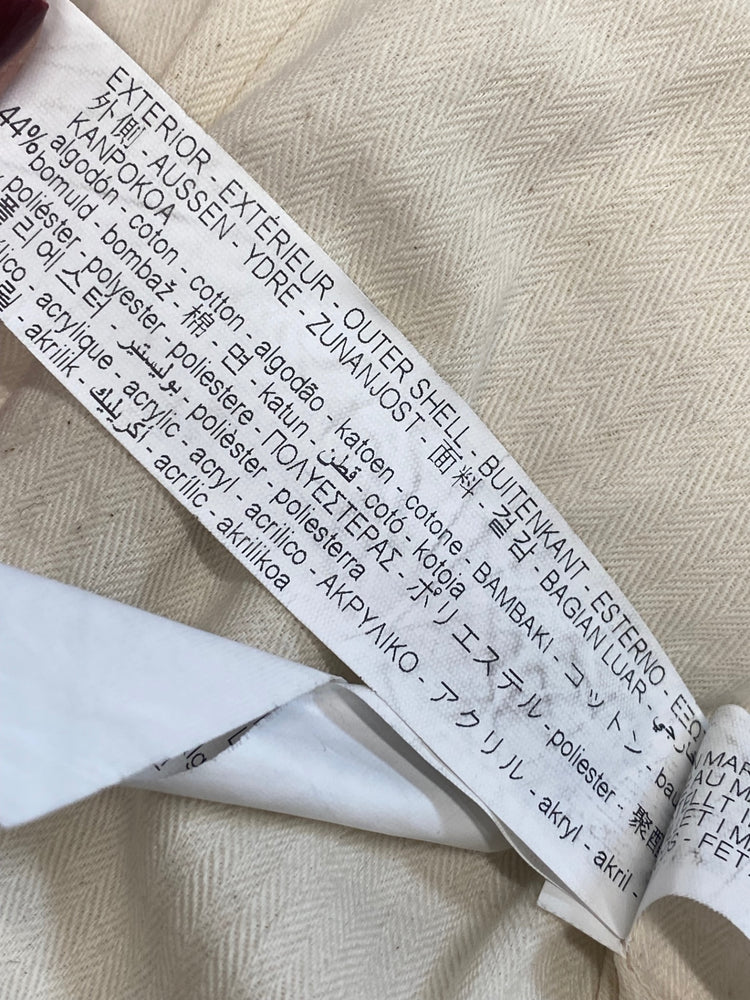 EXTERIOR - EXTÉRIEUR - OUTER SHELL - BUITENKANT - ESTERNO -
外側 - AUSSEN - YDRE - ZUNANJOST - 面料 - 겉감 - BAGIAN LUAR -
KANPOKOA
44% algodón - coton - cotton - algodão - katoen - cotone - BAMBAKI - コットン -
bomuld bombaž - 棉 - 면 - katun - قطن - cotó - kotoja
poliéster polyester poliestere - ΠΟΛΥΕΣΤΕΡΑΣ - ポリエステル - poliester -
폴리에스터 - بوليستير - polièster - poliesterra
- acrylique - acrylic - acryl - acrilico - ΑΚΡΥΛΙΚΟ - アクリル - akryl - akril -
- akrilik - أكريليك - acrílic - akrilikoa